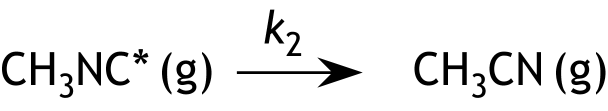 CH₃NC* (g) —k₂→ CH₃CN (g)